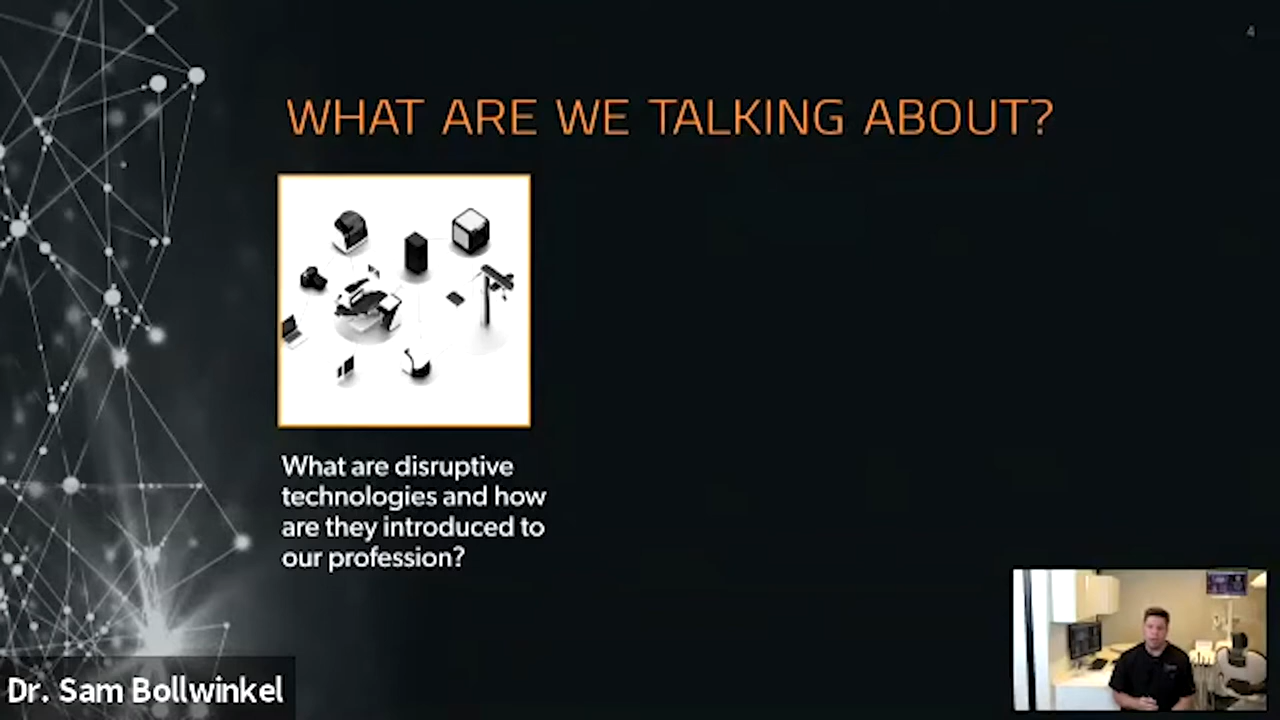 4
WHAT ARE WE TALKING ABOUT?
What are disruptive
technologies and how
are they introduced to
our profession?
Dr. Sam Bollwinkel